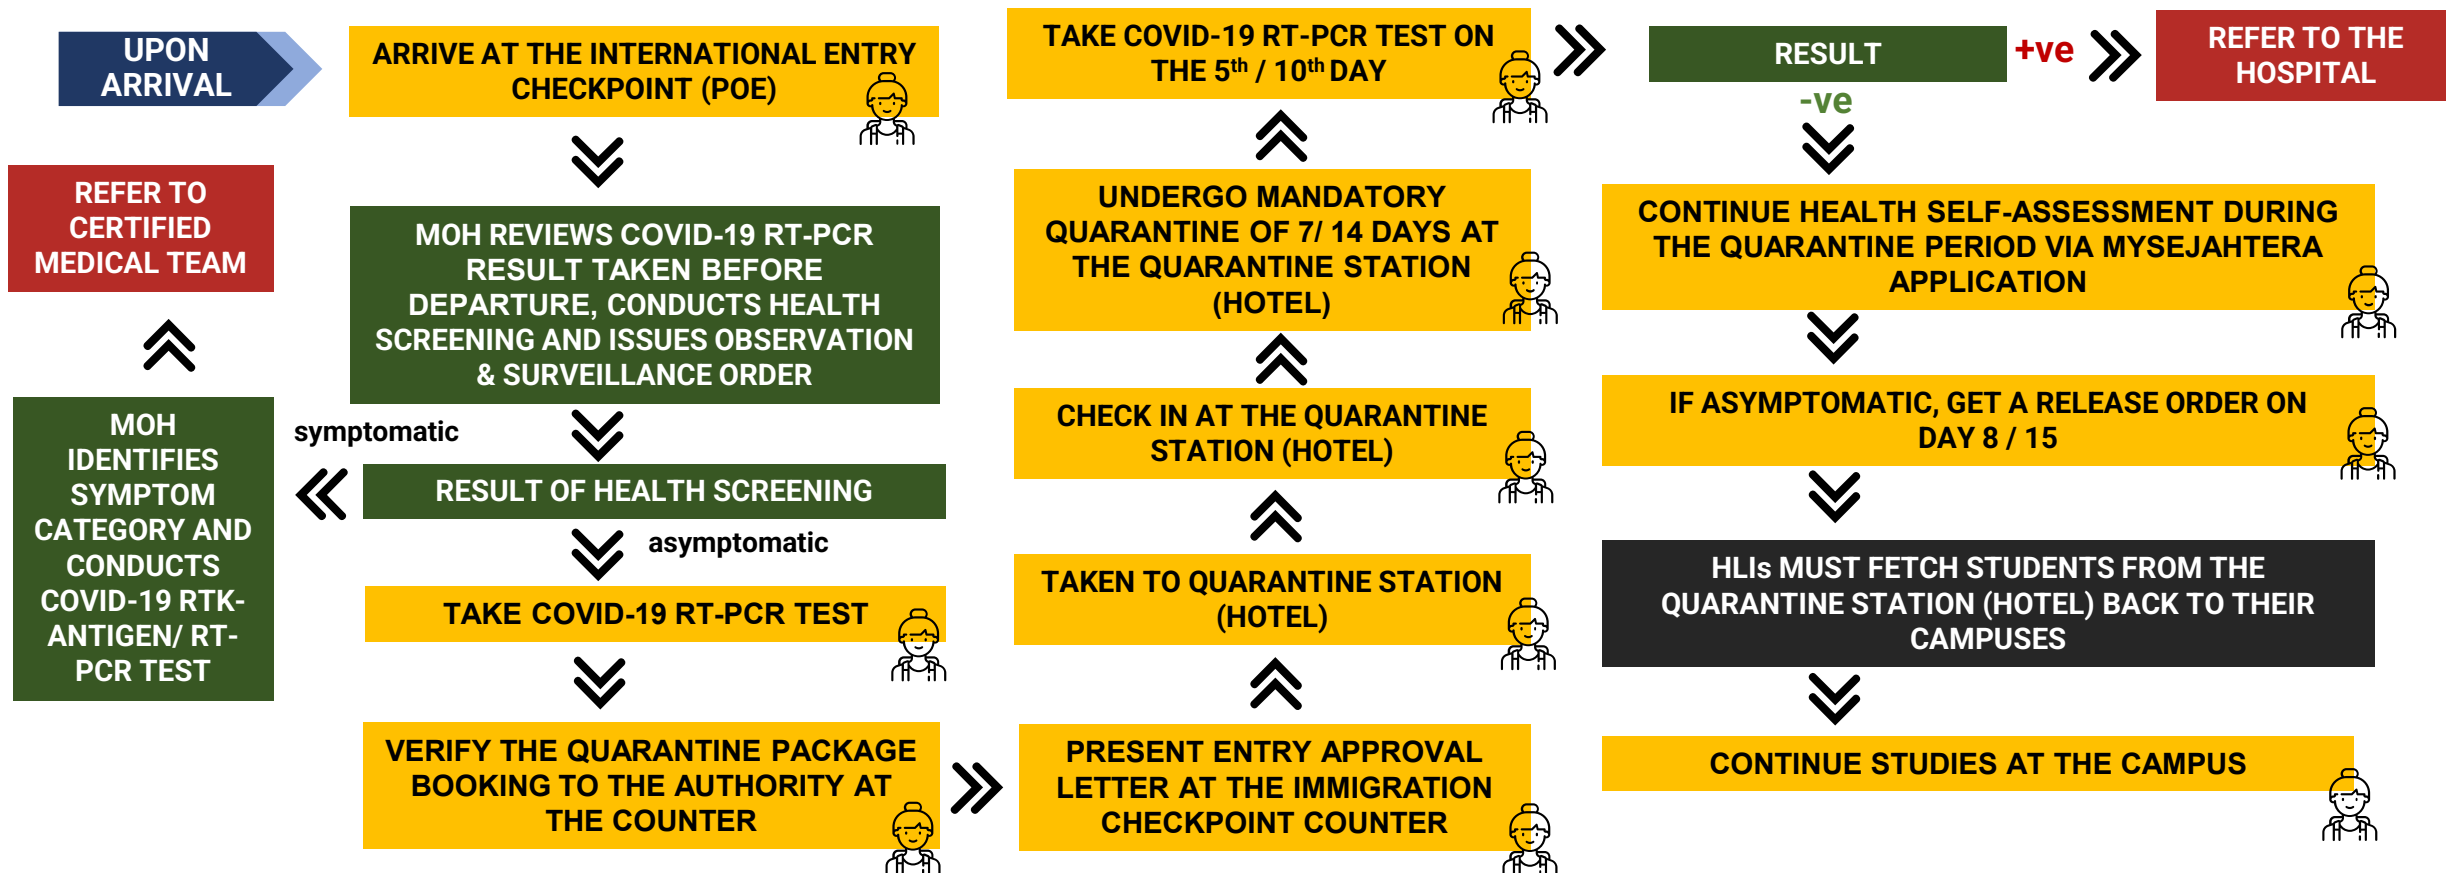 UPON
ARRIVAL
ARRIVE AT THE INTERNATIONAL ENTRY
CHECKPOINT (POE)
MOH REVIEWS COVID-19 RT-PCR
RESULT TAKEN BEFORE
DEPARTURE, CONDUCTS HEALTH
SCREENING AND ISSUES OBSERVATION
& SURVEILLANCE ORDER
RESULT OF HEALTH SCREENING
symptomatic
MOH
IDENTIFIES
SYMPTOM
CATEGORY AND
CONDUCTS
COVID-19 RTK-
ANTIGEN/ RT-
PCR TEST
REFER TO
CERTIFIED
MEDICAL TEAM
asymptomatic
TAKE COVID-19 RT-PCR TEST
VERIFY THE QUARANTINE PACKAGE
BOOKING TO THE AUTHORITY AT
THE COUNTER
PRESENT ENTRY APPROVAL
LETTER AT THE IMMIGRATION
CHECKPOINT COUNTER
TAKEN TO QUARANTINE STATION
(HOTEL)
CHECK IN AT THE QUARANTINE
STATION (HOTEL)
UNDERGO MANDATORY
QUARANTINE OF 7/ 14 DAYS AT
THE QUARANTINE STATION
(HOTEL)
TAKE COVID-19 RT-PCR TEST ON
THE 5th / 10th DAY
RESULT
+ve
REFER TO THE
HOSPITAL
-ve
CONTINUE HEALTH SELF-ASSESSMENT DURING
THE QUARANTINE PERIOD VIA MYSEJAHTERA
APPLICATION
IF ASYMPTOMATIC, GET A RELEASE ORDER ON
DAY 8 / 15
HLIs MUST FETCH STUDENTS FROM THE
QUARANTINE STATION (HOTEL) BACK TO THEIR
CAMPUSES
CONTINUE STUDIES AT THE CAMPUS